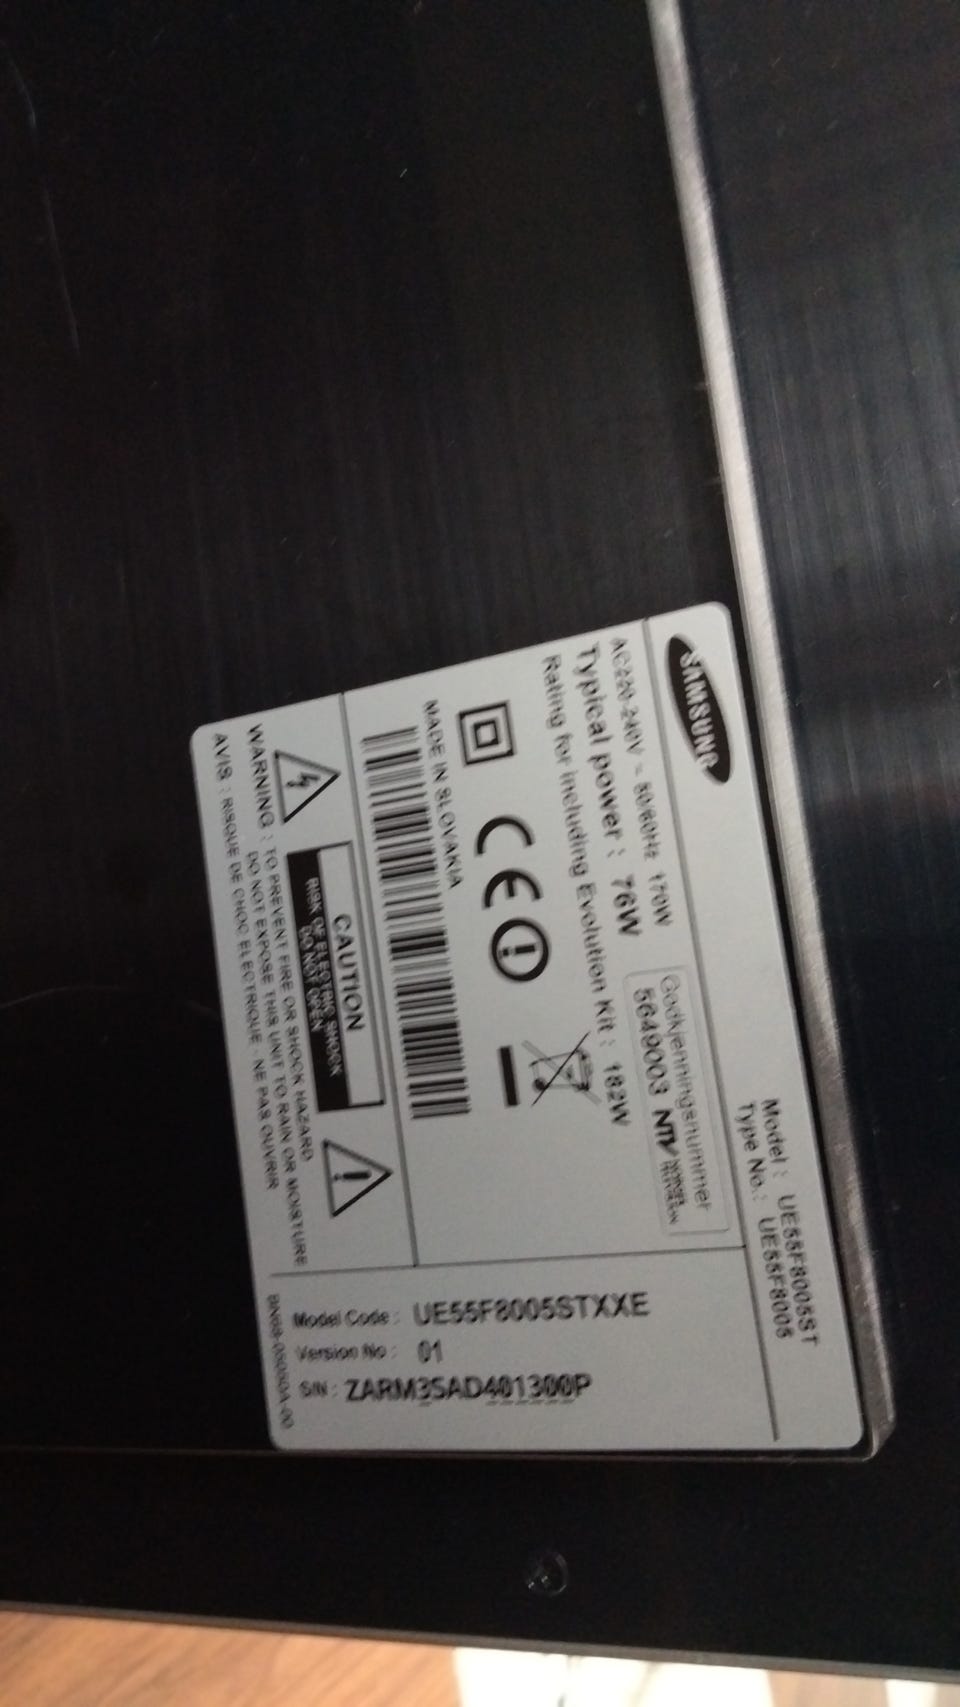 SAMSUNG
Model : UE55F8005ST
Type No. : UE55F8005
AC220-240V ~ 50/60Hz 170W
Typical power : 76W
Rating for including Evolution Kit : 182W
Godkjenningsnummer
5649003 NTV
CE
MADE IN SLOVAKIA
CAUTION
RISK OF ELECTRIC SHOCK
DO NOT OPEN
WARNING : TO PREVENT FIRE OR SHOCK HAZARD
DO NOT EXPOSE THIS UNIT TO RAIN OR MOISTURE
AVIS : RISQUE DE CHOC ELECTRIQUE - NE PAS OUVRIR
Model Code : UE55F8005STXXE
Version No : 01
S/N : ZARM3SAD401300P